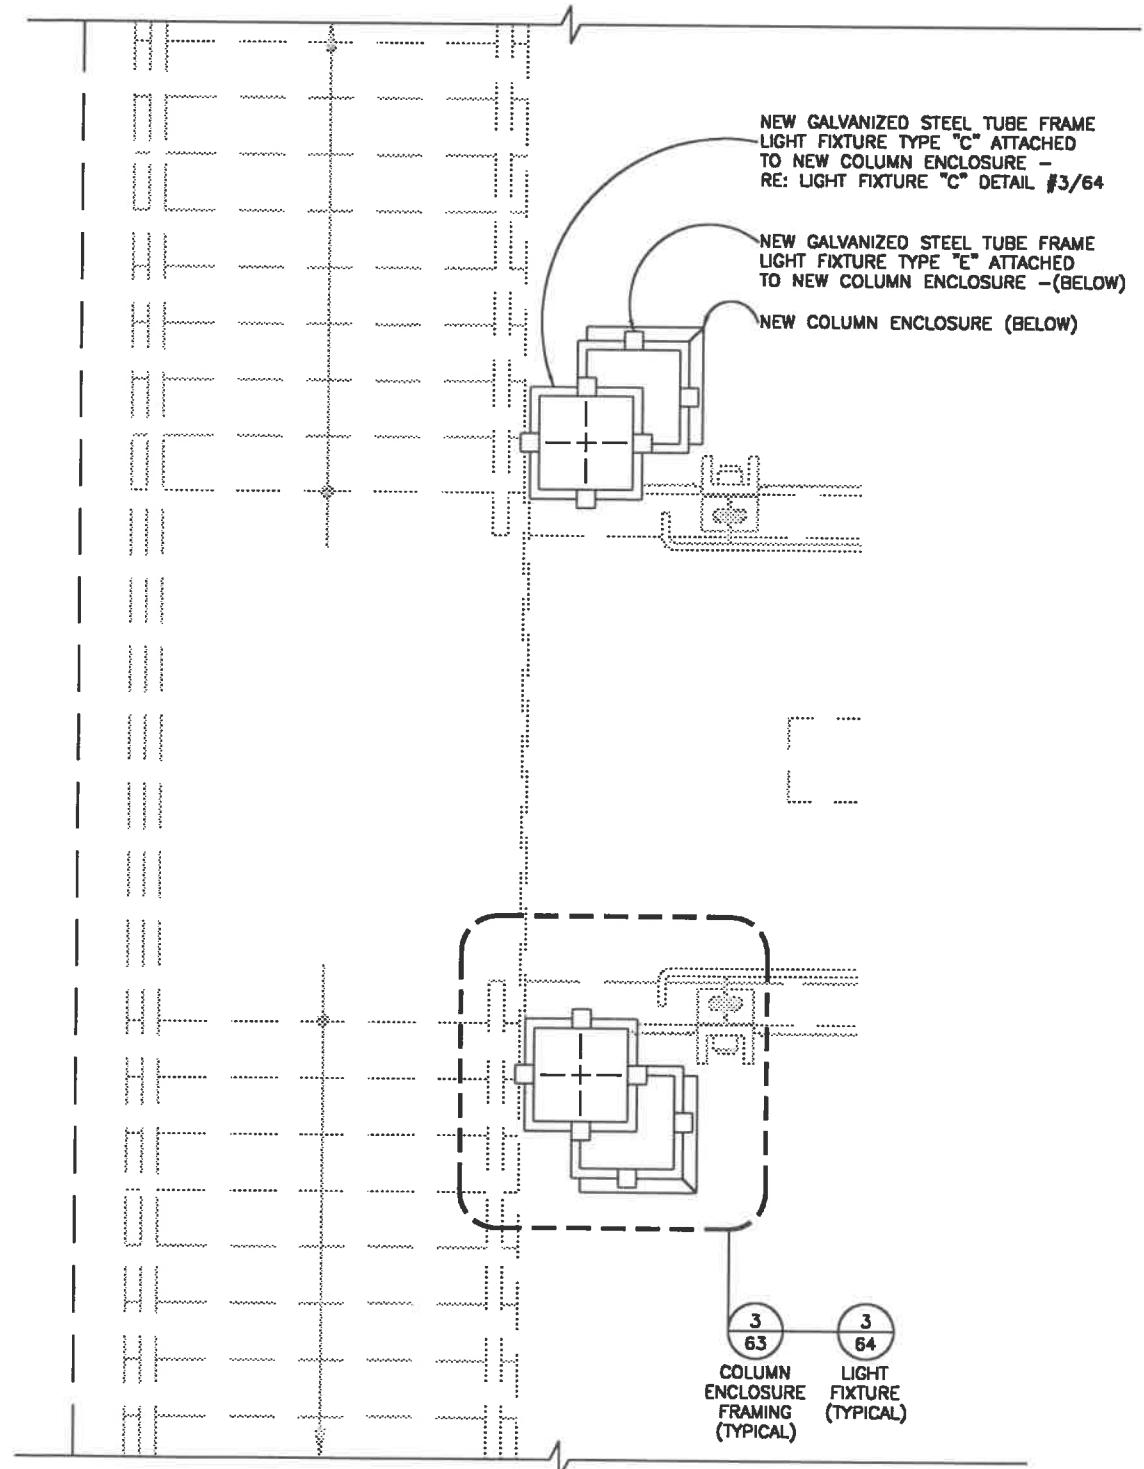 NEW GALVANIZED STEEL TUBE FRAME
LIGHT FIXTURE TYPE "C" ATTACHED
TO NEW COLUMN ENCLOSURE -
RE: LIGHT FIXTURE "C" DETAIL #3/64
NEW GALVANIZED STEEL TUBE FRAME
LIGHT FIXTURE TYPE "E" ATTACHED
TO NEW COLUMN ENCLOSURE -(BELOW)
NEW COLUMN ENCLOSURE (BELOW)
3
63
COLUMN
ENCLOSURE
FRAMING
(TYPICAL)
3
64
LIGHT
FIXTURE
(TYPICAL)